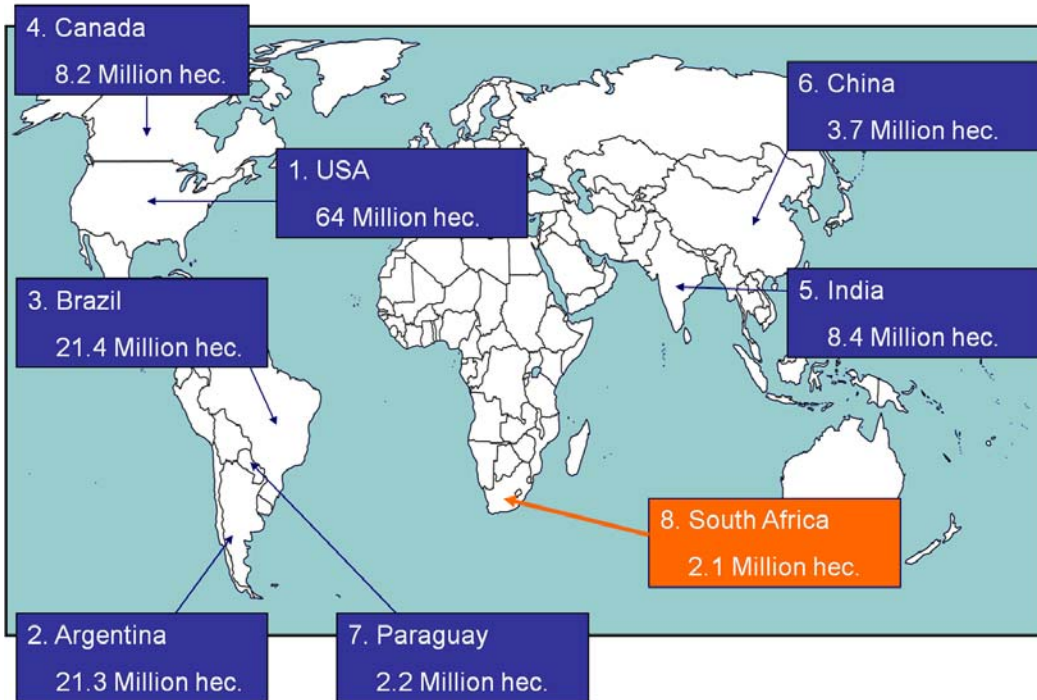 4. Canada
8.2 Million hec.
6. China
3.7 Million hec.
1. USA
64 Million hec.
3. Brazil
21.4 Million hec.
5. India
8.4 Million hec.
8. South Africa
2.1 Million hec.
2. Argentina
21.3 Million hec.
7. Paraguay
2.2 Million hec.